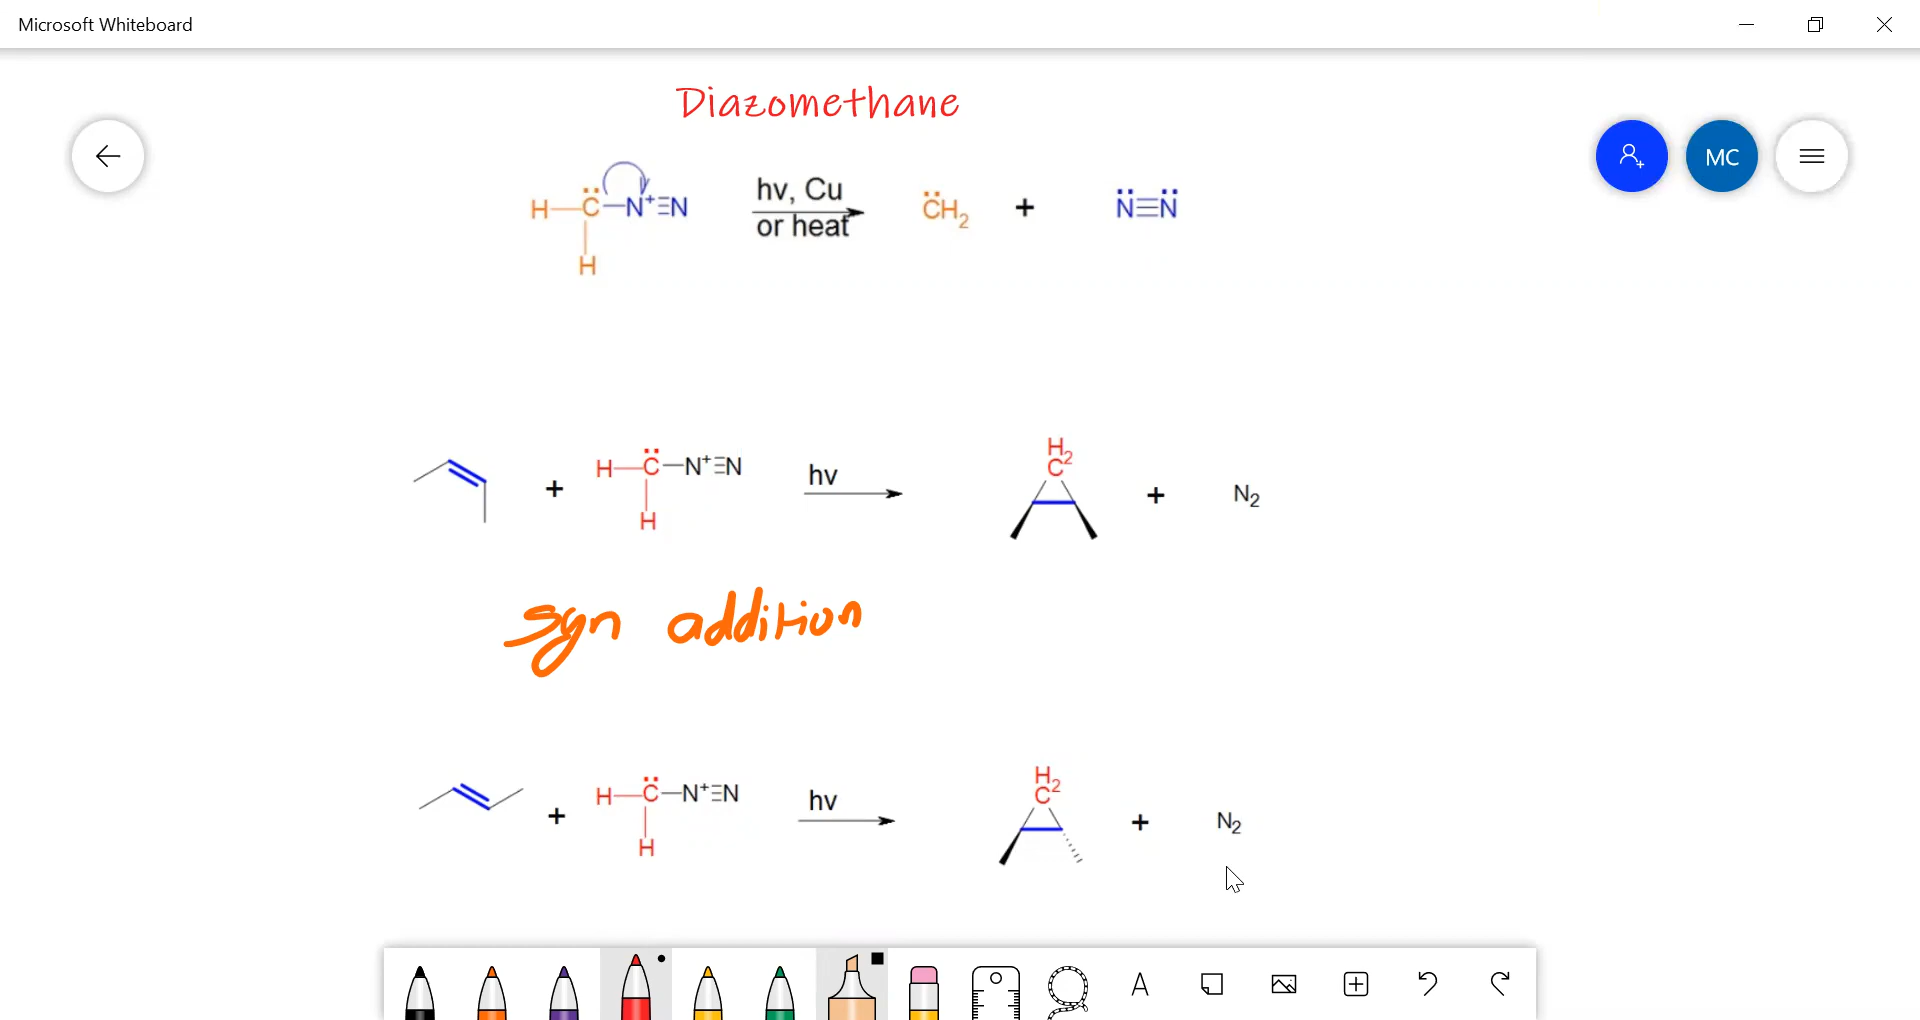 Microsoft Whiteboard
Diazomethane
MC
H—C̈—N⁺≡N
H
hv, Cu
or heat
C̈H₂ + N̈≡N̈
+ H—C̈—N⁺≡N
H
hv
H₂
C
+ N₂
syn addition
+ H—C̈—N⁺≡N
H
hv
H₂
C
+ N₂
A